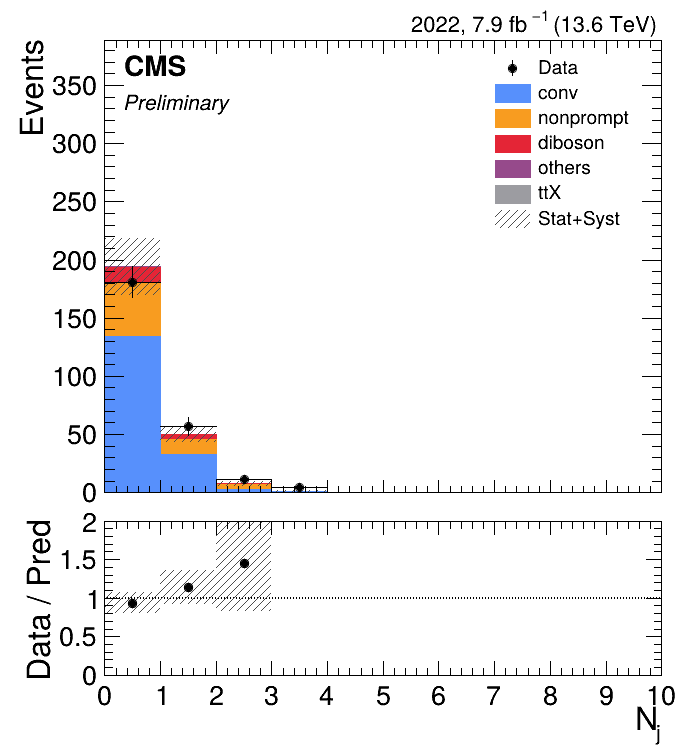 2022, 7.9 fb⁻¹ (13.6 TeV)
CMS
Preliminary
Events
350
300
250
200
150
100
50
0
Data
conv
nonprompt
diboson
others
ttX
Stat+Syst
Data / Pred
2
1.5
1
0.5
0
0 1 2 3 4 5 6 7 8 9 10
Nj